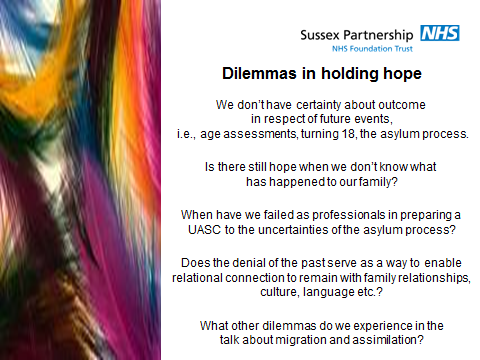 Sussex Partnership NHS
NHS Foundation Trust
Dilemmas in holding hope
We don't have certainty about outcome
in respect of future events,
i.e., age assessments, turning 18, the asylum process.
Is there still hope when we don't know what
has happened to our family?
When have we failed as professionals in preparing a
UASC to the uncertainties of the asylum process?
Does the denial of the past serve as a way to enable
relational connection to remain with family relationships,
culture, language etc.?
What other dilemmas do we experience in the
talk about migration and assimilation?